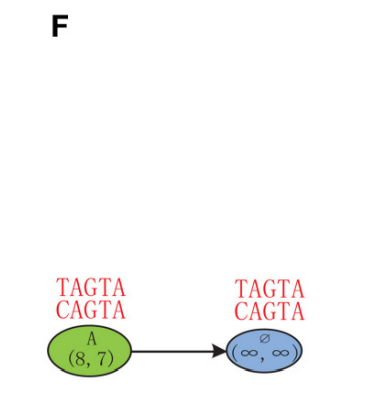 F
TAGTA
CAGTA
A
(8, 7)
TAGTA
CAGTA
∅
(∞, ∞)